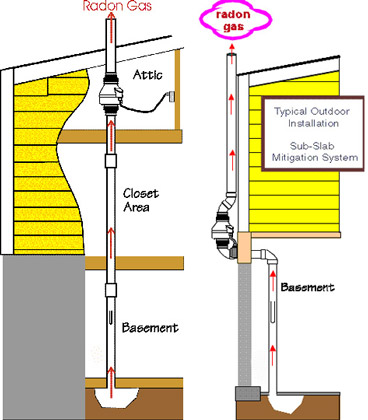 Radon Gas
Attic
Closet
Area
Basement
radon
gas
Typical Outdoor
Installation
Sub-Slab
Mitigation System
Basement